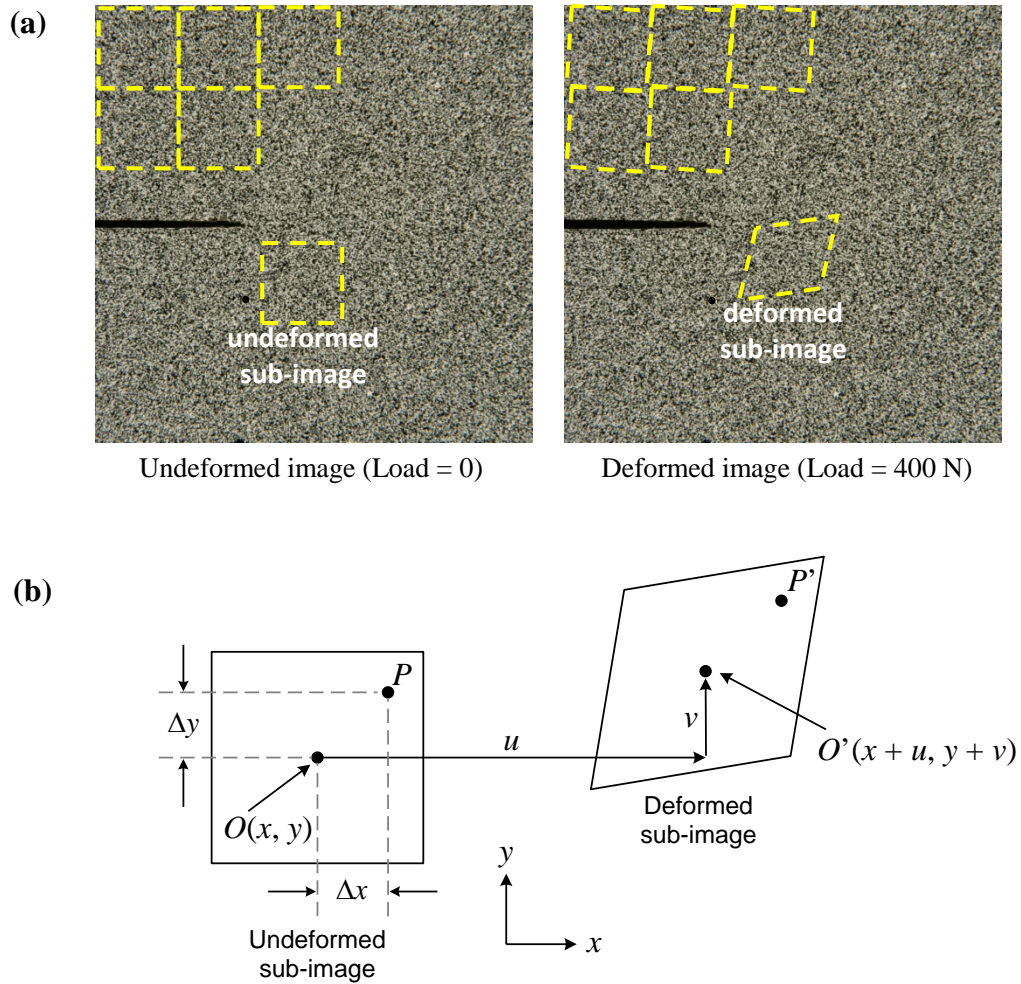 (a)
undeformed
sub-image
deformed
sub-image
Undeformed image (Load = 0)
Deformed image (Load = 400 N)
(b)
P
P’
Δy
u
v
O’(x + u, y + v)
O(x, y)
Deformed
sub-image
Δx
y
x
Undeformed
sub-image